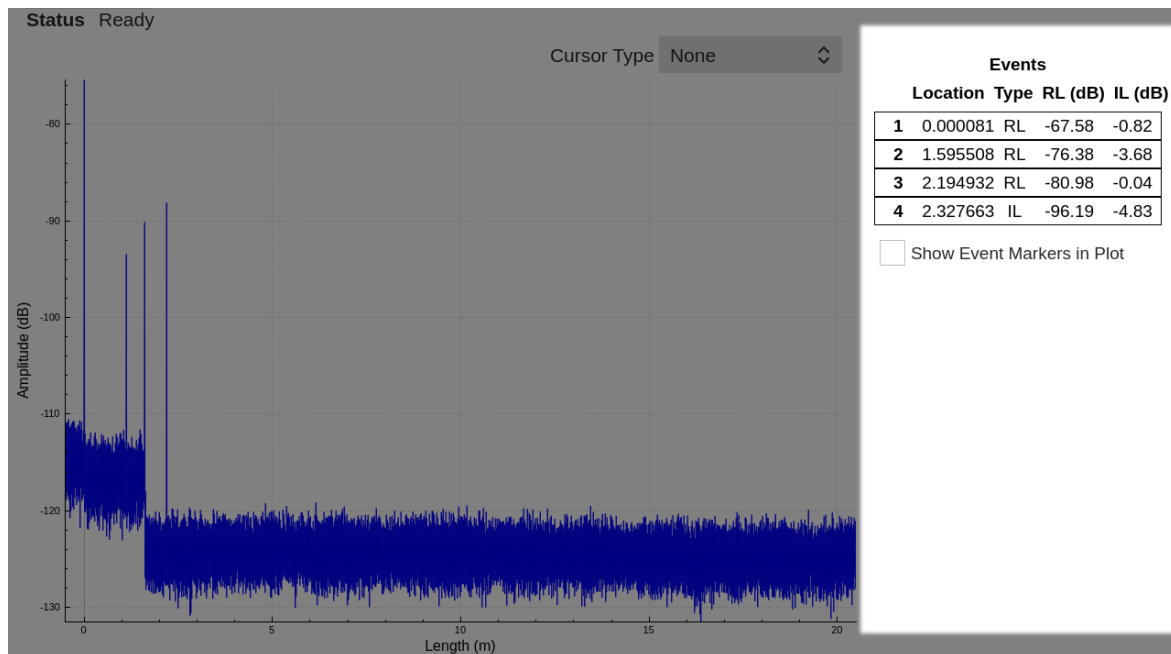 Status Ready
Cursor Type None
Events
Location Type RL (dB) IL (dB)
1 0.000081 RL -67.58 -0.82
2 1.595508 RL -76.38 -3.68
3 2.194932 RL -80.98 -0.04
4 2.327663 IL -96.19 -4.83
Show Event Markers in Plot
Amplitude (dB)
-80
-90
-100
-110
-120
-130
0 5 10 15 20
Length (m)